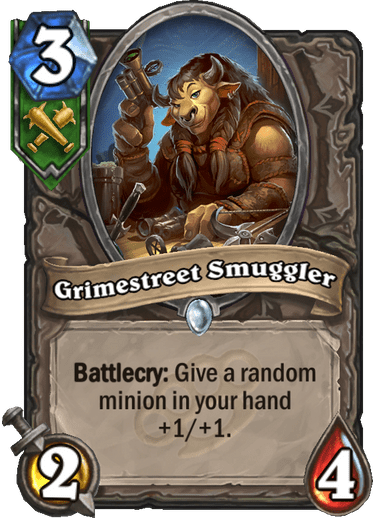 3
Grimestreet Smuggler
Battlecry: Give a random
minion in your hand
+1/+1.
2
4